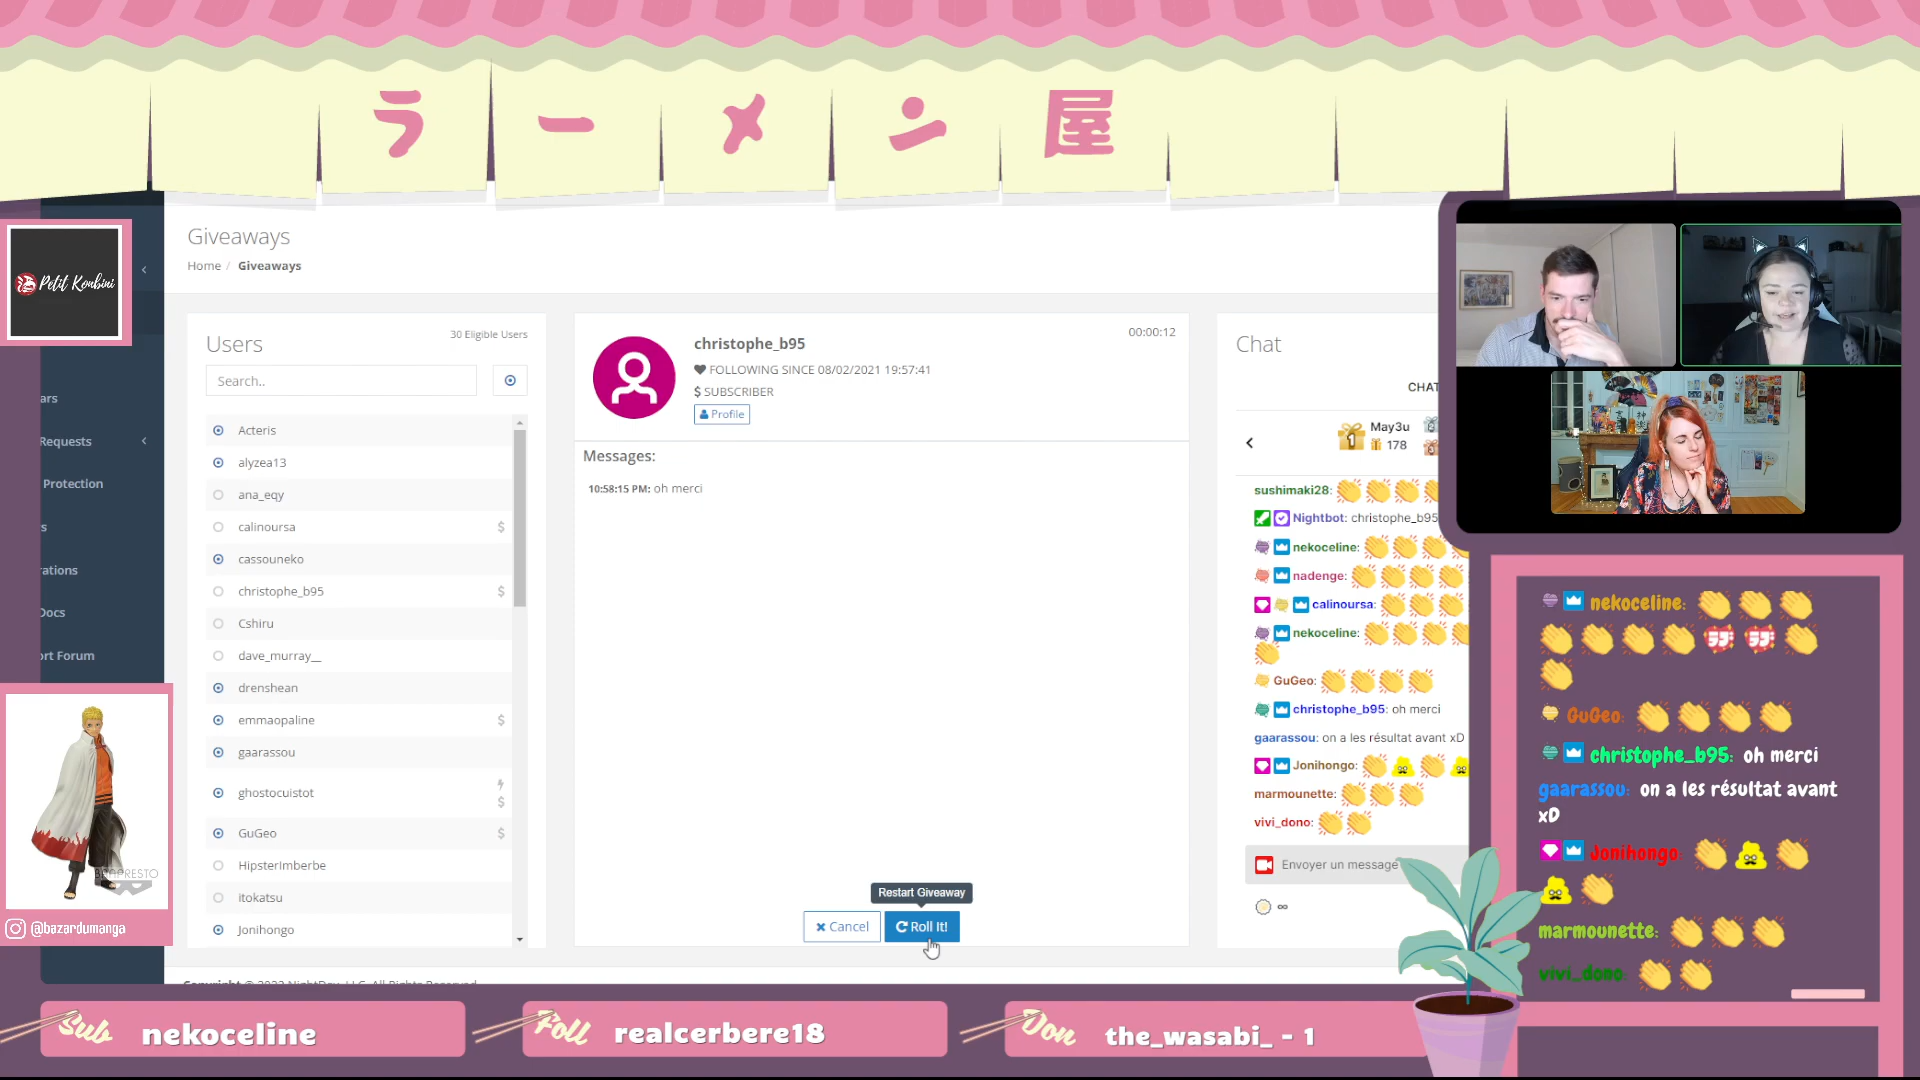 ラーメン屋
Petit Konbini
ars
Requests
Protection
s
rations
Docs
ort Forum
@bazardumanga
Giveaways
Home / Giveaways
Users
30 Eligible Users
Search..
Acteris
alyzea13
ana_eqy
calinoursa $
cassouneko
christophe_b95 $
Cshiru
dave_murray__
drenshean
emmaopaline $
gaarassou
ghostocuistot $
GuGeo $
HipsterImberbe
itokatsu
Jonihongo
christophe_b95
00:00:12
FOLLOWING SINCE 08/02/2021 19:57:41
$ SUBSCRIBER
Profile
Messages:
10:58:15 PM: oh merci
Restart Giveaway
Cancel
Roll It!
Chat
CHAT
1 May3u
178
sushimaki28:
Nightbot: christophe_b95
nekoceline:
nadenge:
calinoursa:
nekoceline:
GuGeo:
christophe_b95: oh merci
gaarassou: on a les résultat avant xD
Jonihongo:
marmounette:
vivi_dono:
Envoyer un message
∞
nekoceline:
GuGeo:
christophe_b95: oh merci
gaarassou: on a les résultat avant
xD
Jonihongo:
marmounette:
vivi_dono:
Sub nekoceline
Foll realcerbere18
Don the_wasabi_ - 1